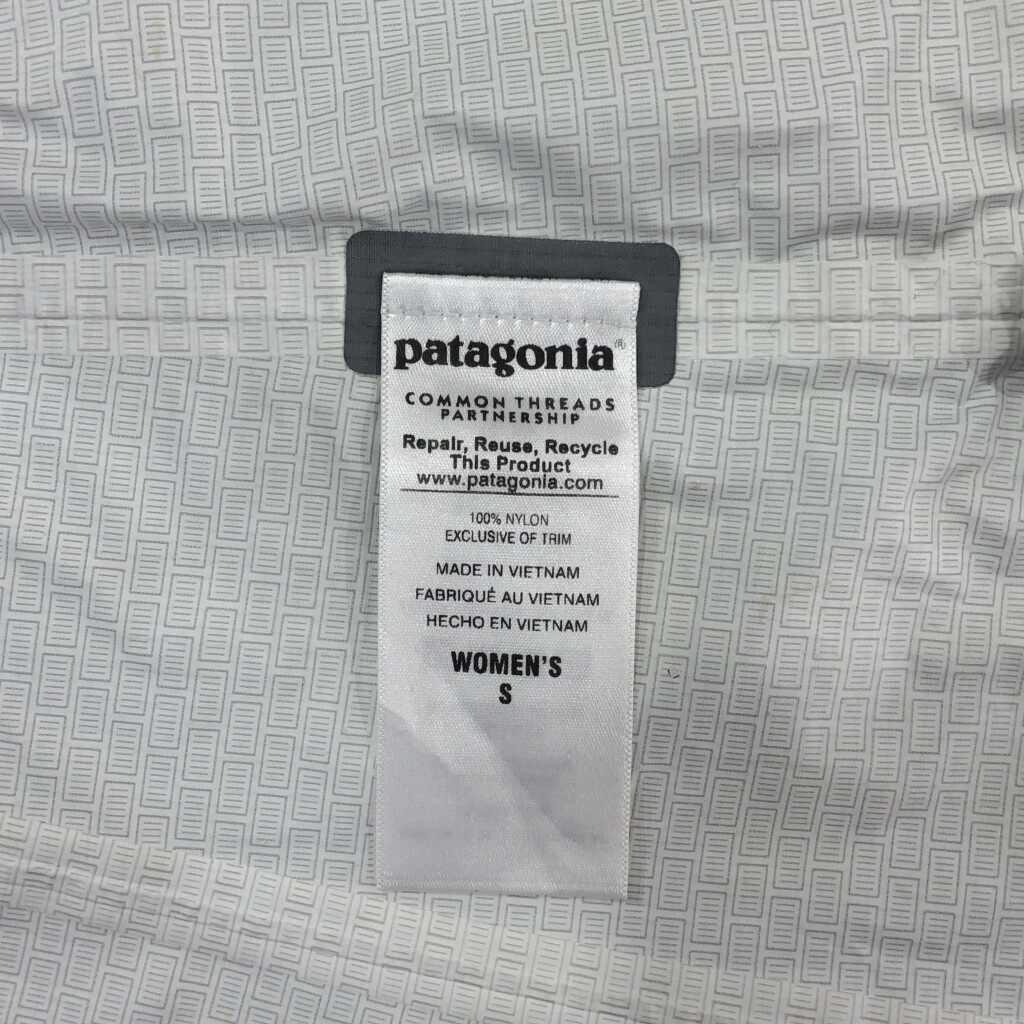 patagonia®
COMMON THREADS
PARTNERSHIP
Repair, Reuse, Recycle
This Product
www.patagonia.com
100% NYLON
EXCLUSIVE OF TRIM
MADE IN VIETNAM
FABRIQUÉ AU VIETNAM
HECHO EN VIETNAM
WOMEN'S
S